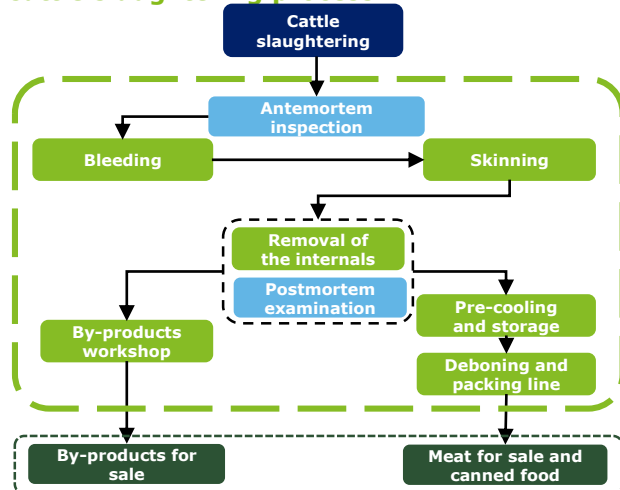 Cattle
slaughtering
Antemortem
inspection
Bleeding
Skinning
Removal of
the internals
Postmortem
examination
Pre-cooling
and storage
By-products
workshop
Deboning and
packing line
By-products for
sale
Meat for sale and
canned food